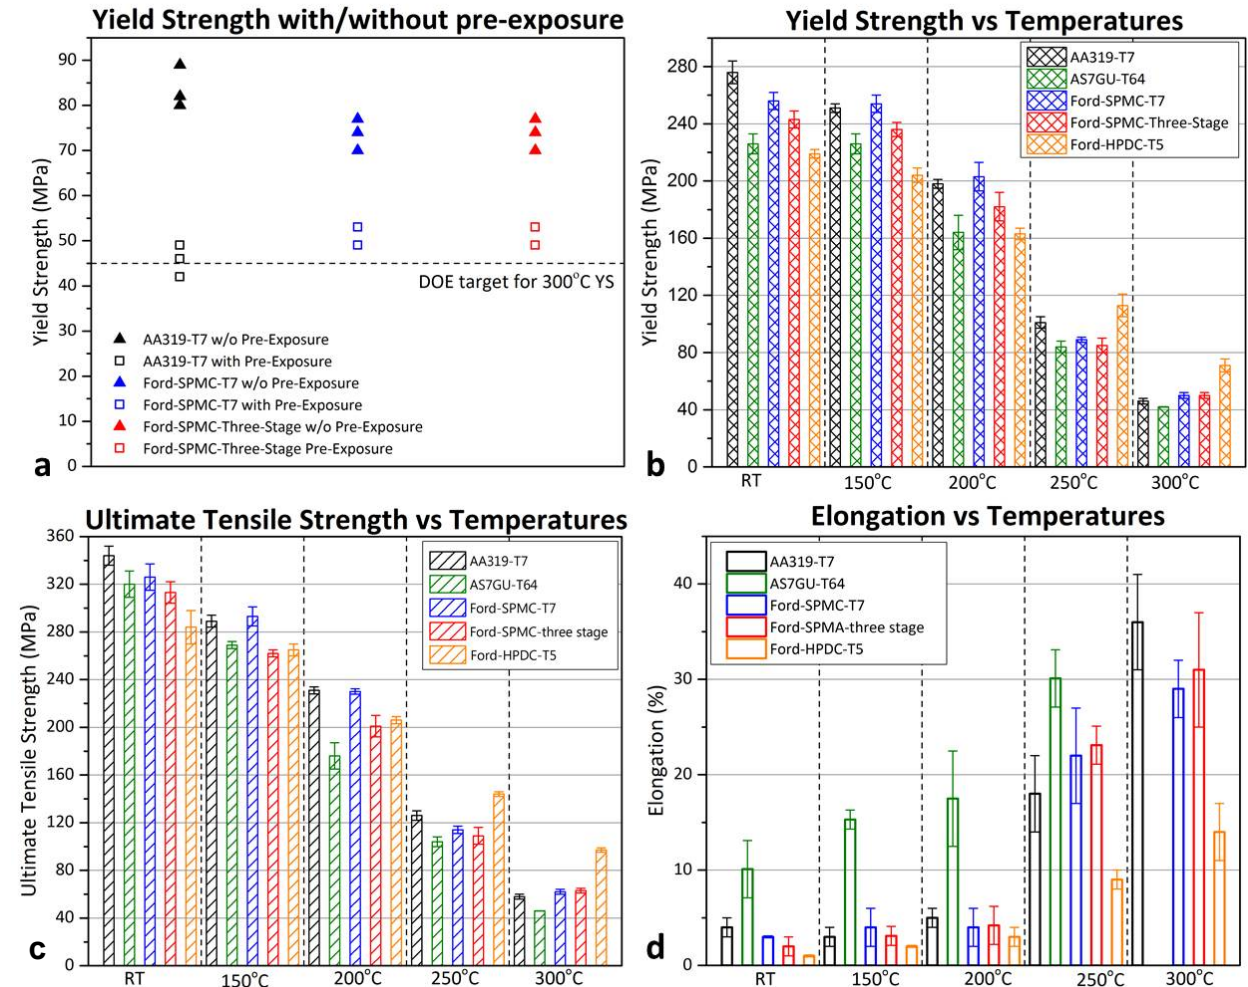 Yield Strength with/without pre-exposure
90
80
70
60
50
40
30
20
10
0
Yield Strength (MPa)
DOE target for 300°C YS
AA319-T7 w/o Pre-Exposure
AA319-T7 with Pre-Exposure
Ford-SPMC-T7 w/o Pre-Exposure
Ford-SPMC-T7 with Pre-Exposure
Ford-SPMC-Three-Stage w/o Pre-Exposure
Ford-SPMC-Three-Stage Pre-Exposure
a
Yield Strength vs Temperatures
280
240
200
160
120
80
40
0
Yield Strength (MPa)
AA319-T7
AS7GU-T64
Ford-SPMC-T7
Ford-SPMC-Three-Stage
Ford-HPDC-T5
b
RT
150°C
200°C
250°C
300°C
Ultimate Tensile Strength vs Temperatures
360
320
280
240
200
160
120
80
40
0
Ultimate Tensile Strength (MPa)
AA319-T7
AS7GU-T64
Ford-SPMC-T7
Ford-SPMC-three stage
Ford-HPDC-T5
c
RT
150°C
200°C
250°C
300°C
Elongation vs Temperatures
40
30
20
10
0
Elongation (%)
AA319-T7
AS7GU-T64
Ford-SPMC-T7
Ford-SPMA-three stage
Ford-HPDC-T5
d
RT
150°C
200°C
250°C
300°C